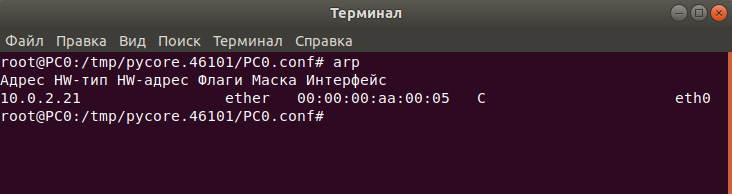 Терминал
Файл Правка Вид Поиск Терминал Справка
root@PC0:/tmp/pycore.46101/PC0.conf# arp
Адрес HW-тип HW-адрес Флаги Маска Интерфейс
10.0.2.21 ether 00:00:00:aa:00:05 C eth0
root@PC0:/tmp/pycore.46101/PC0.conf#